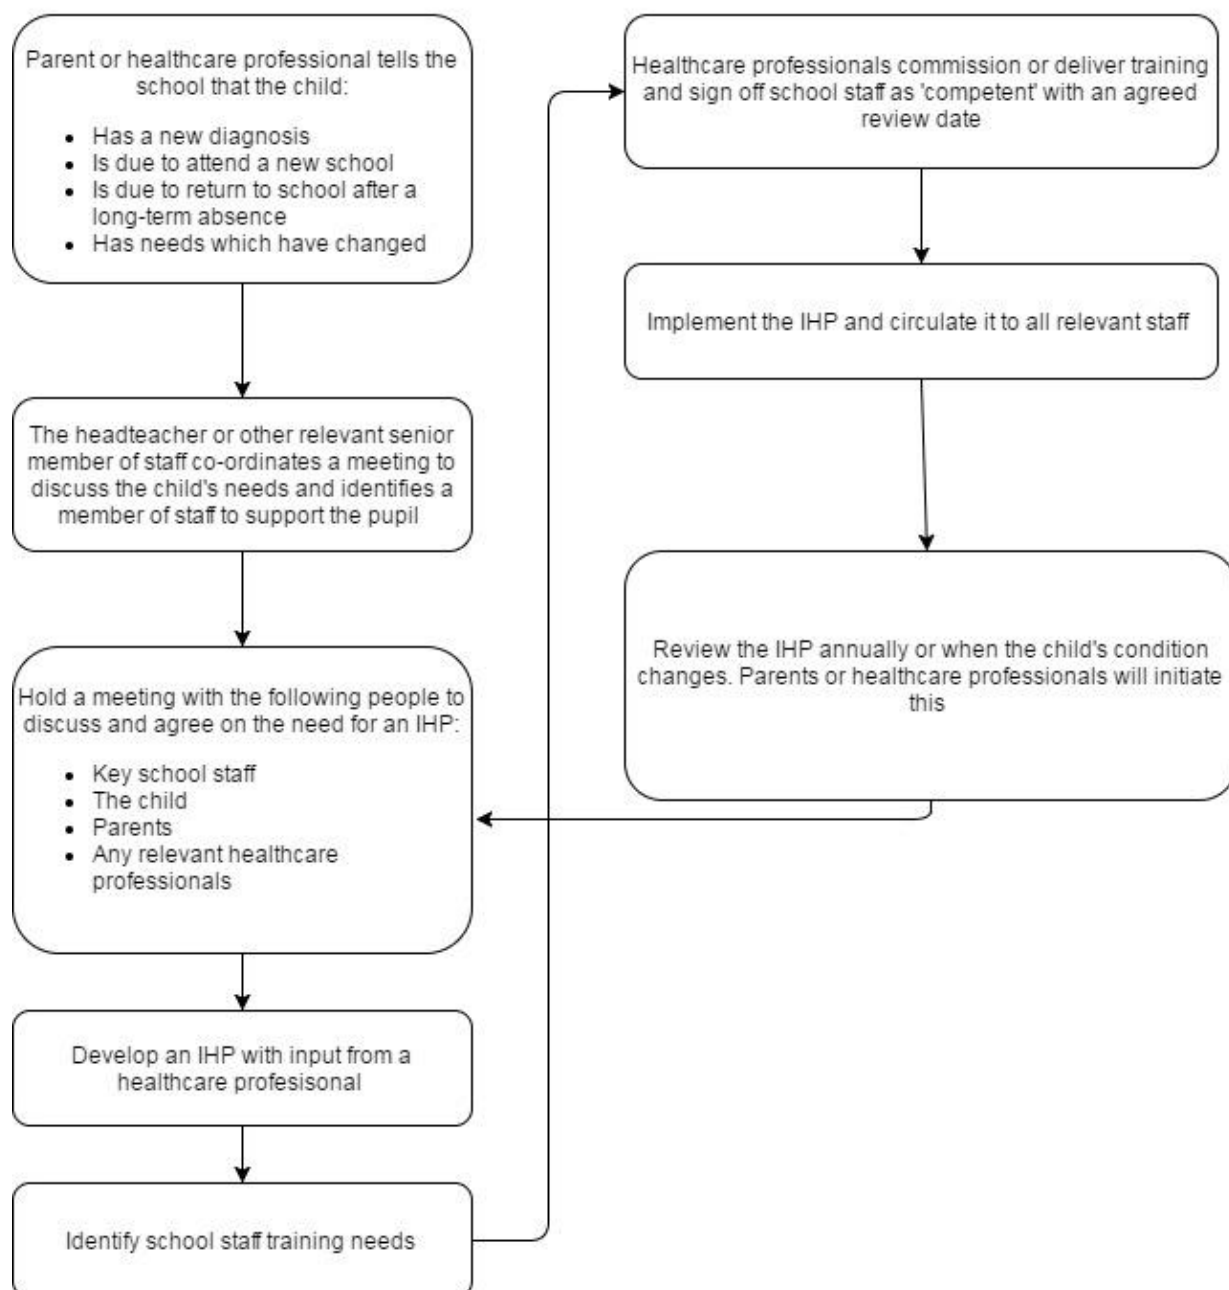 Parent or healthcare professional tells the
school that the child:
• Has a new diagnosis
• Is due to attend a new school
• Is due to return to school after a
long-term absence
• Has needs which have changed
The headteacher or other relevant senior
member of staff co-ordinates a meeting to
discuss the child's needs and identifies a
member of staff to support the pupil
Hold a meeting with the following people to
discuss and agree on the need for an IHP:
• Key school staff
• The child
• Parents
• Any relevant healthcare
professionals
Develop an IHP with input from a
healthcare profesisonal
Identify school staff training needs
Healthcare professionals commission or deliver training
and sign off school staff as 'competent' with an agreed
review date
Implement the IHP and circulate it to all relevant staff
Review the IHP annually or when the child's condition
changes. Parents or healthcare professionals will initiate
this